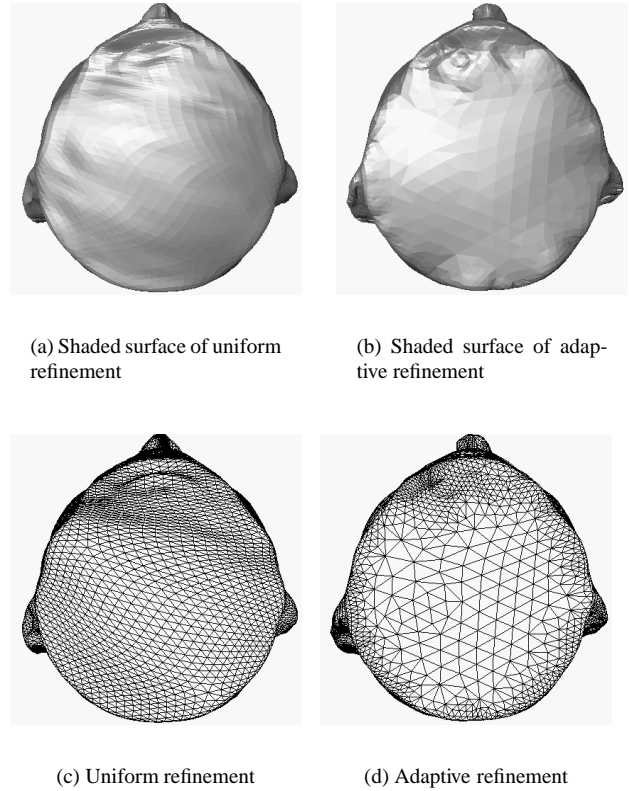 (a) Shaded surface of uniform
refinement
(b) Shaded surface of adap-
tive refinement
(c) Uniform refinement
(d) Adaptive refinement